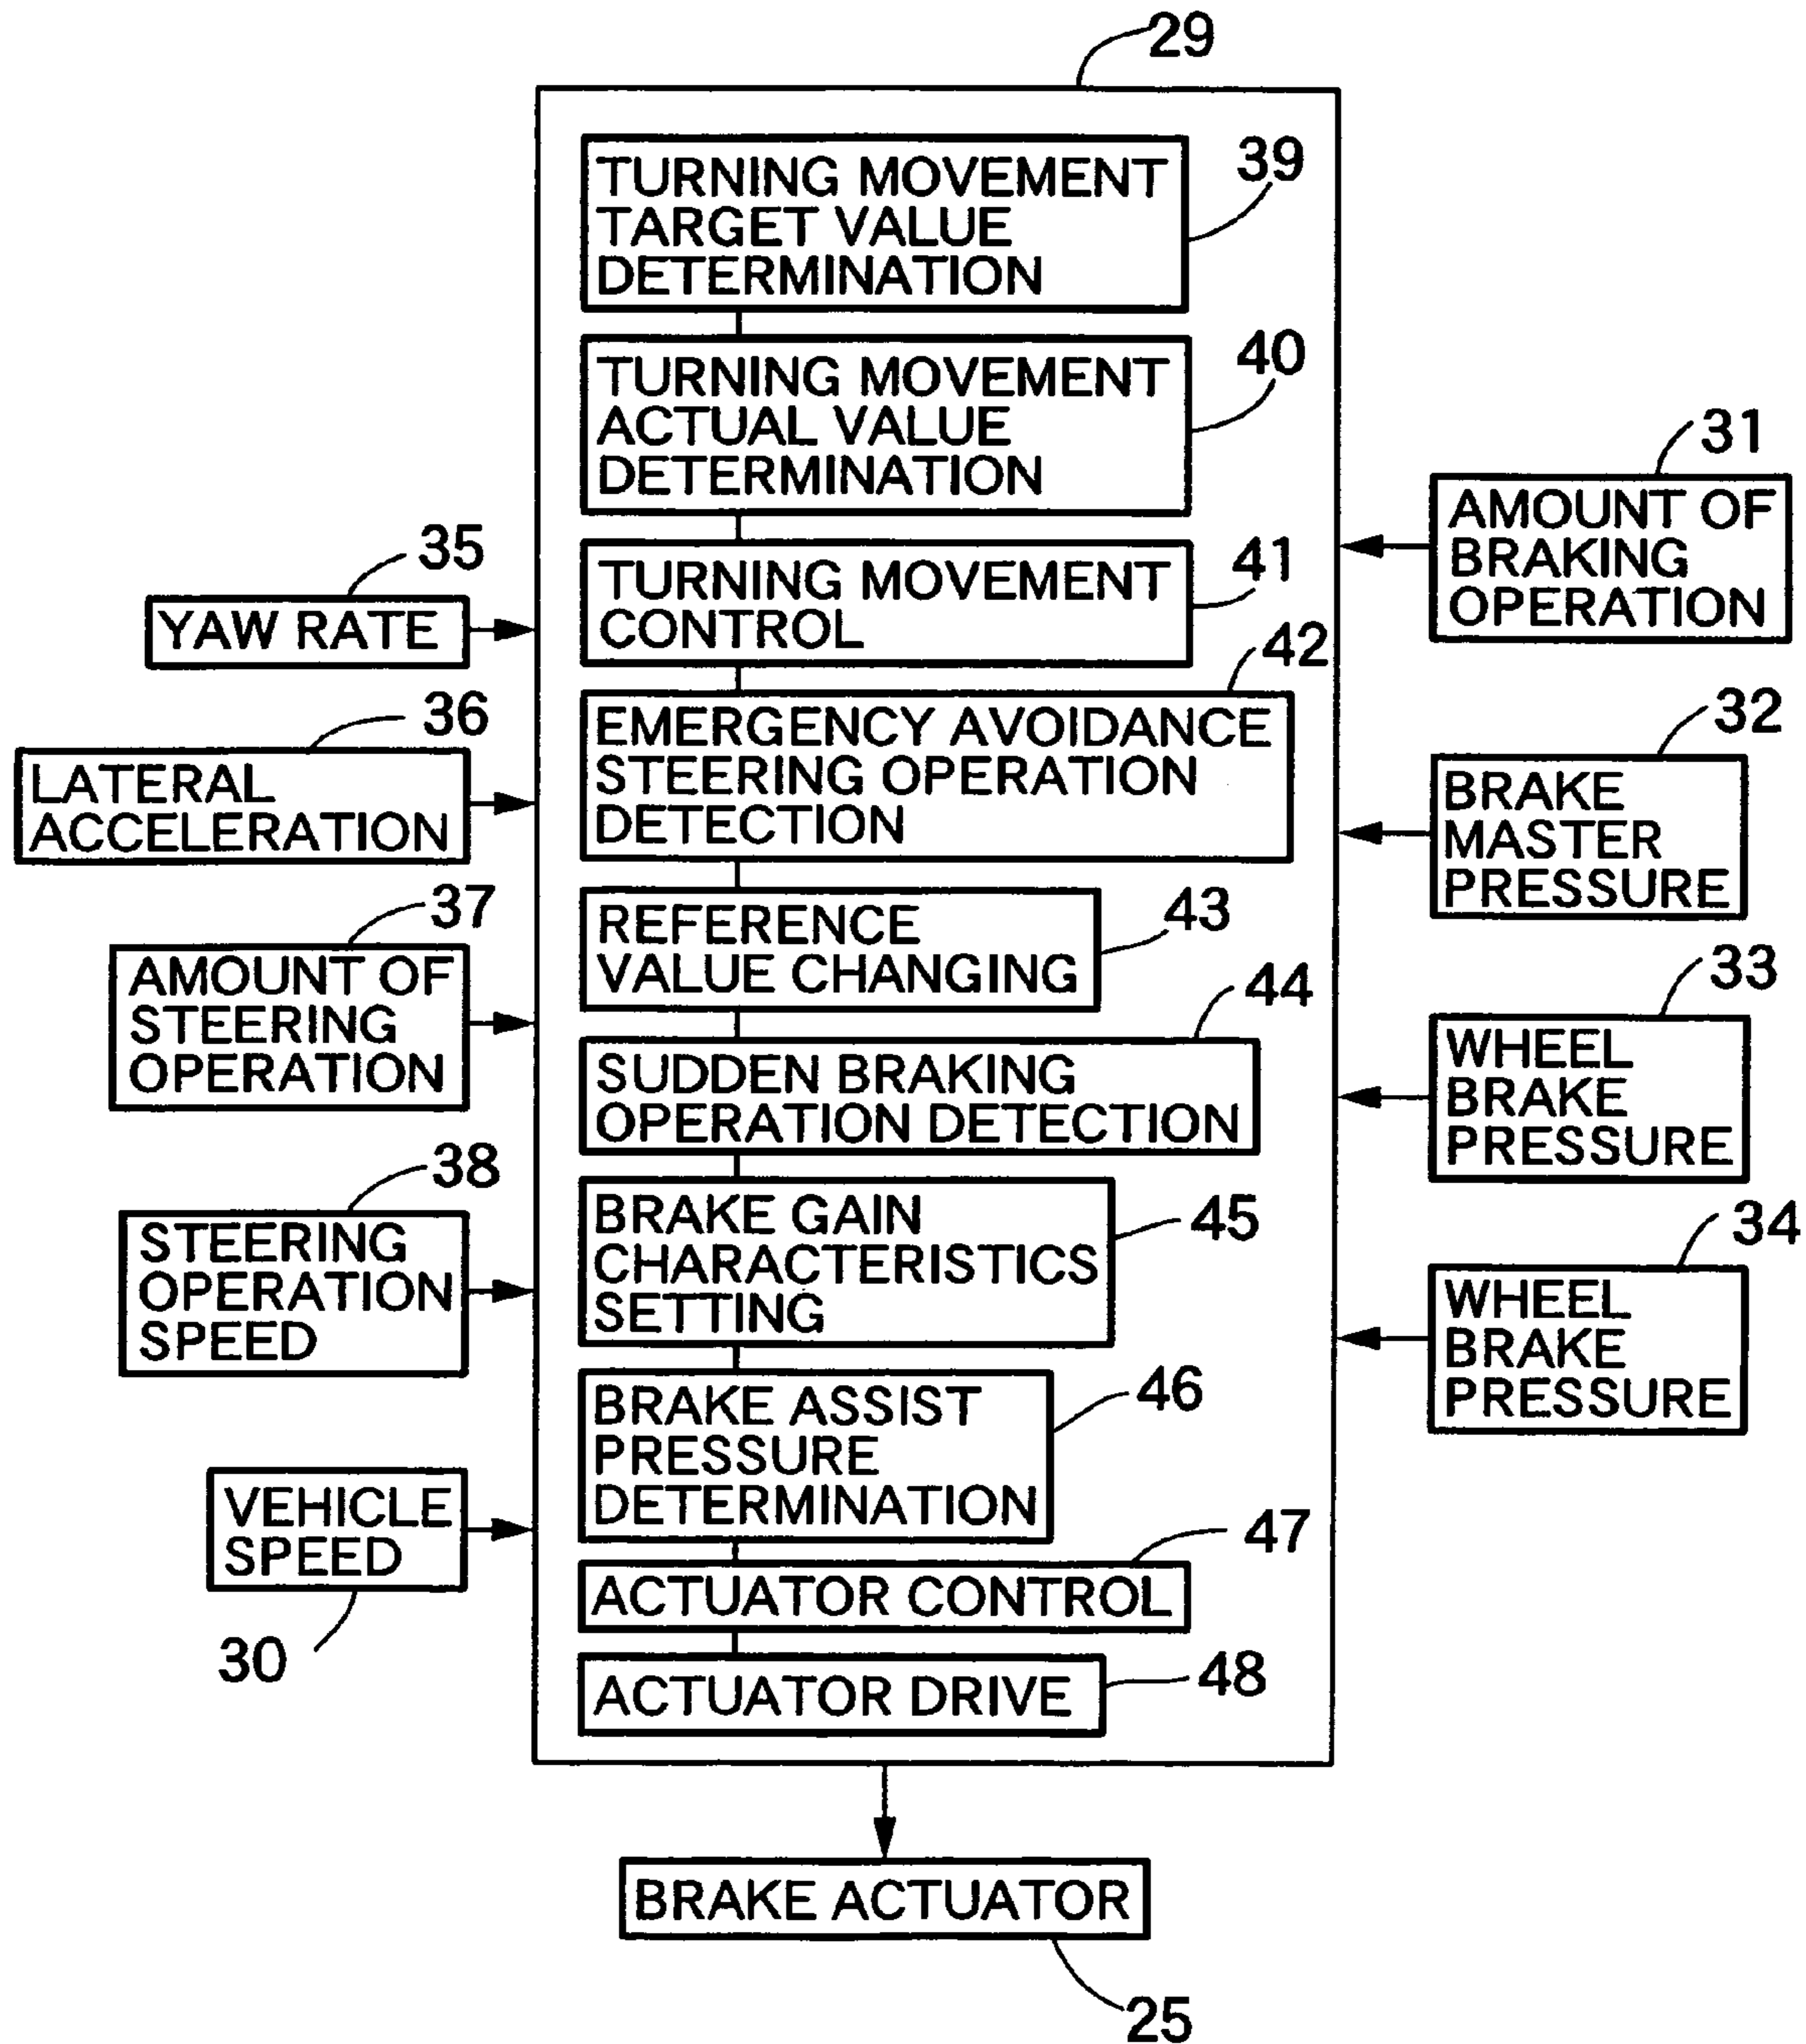 29
TURNING MOVEMENT
TARGET VALUE
DETERMINATION
39
TURNING MOVEMENT
ACTUAL VALUE
DETERMINATION
40
TURNING MOVEMENT
CONTROL
41
EMERGENCY AVOIDANCE
STEERING OPERATION
DETECTION
42
REFERENCE
VALUE CHANGING
43
SUDDEN BRAKING
OPERATION DETECTION
44
BRAKE GAIN
CHARACTERISTICS
SETTING
45
BRAKE ASSIST
PRESSURE
DETERMINATION
46
ACTUATOR CONTROL
47
ACTUATOR DRIVE
48
35
YAW RATE
36
LATERAL
ACCELERATION
37
AMOUNT OF
STEERING
OPERATION
38
STEERING
OPERATION
SPEED
VEHICLE
SPEED
30
31
AMOUNT OF
BRAKING
OPERATION
32
BRAKE
MASTER
PRESSURE
33
WHEEL
BRAKE
PRESSURE
34
WHEEL
BRAKE
PRESSURE
BRAKE ACTUATOR
25